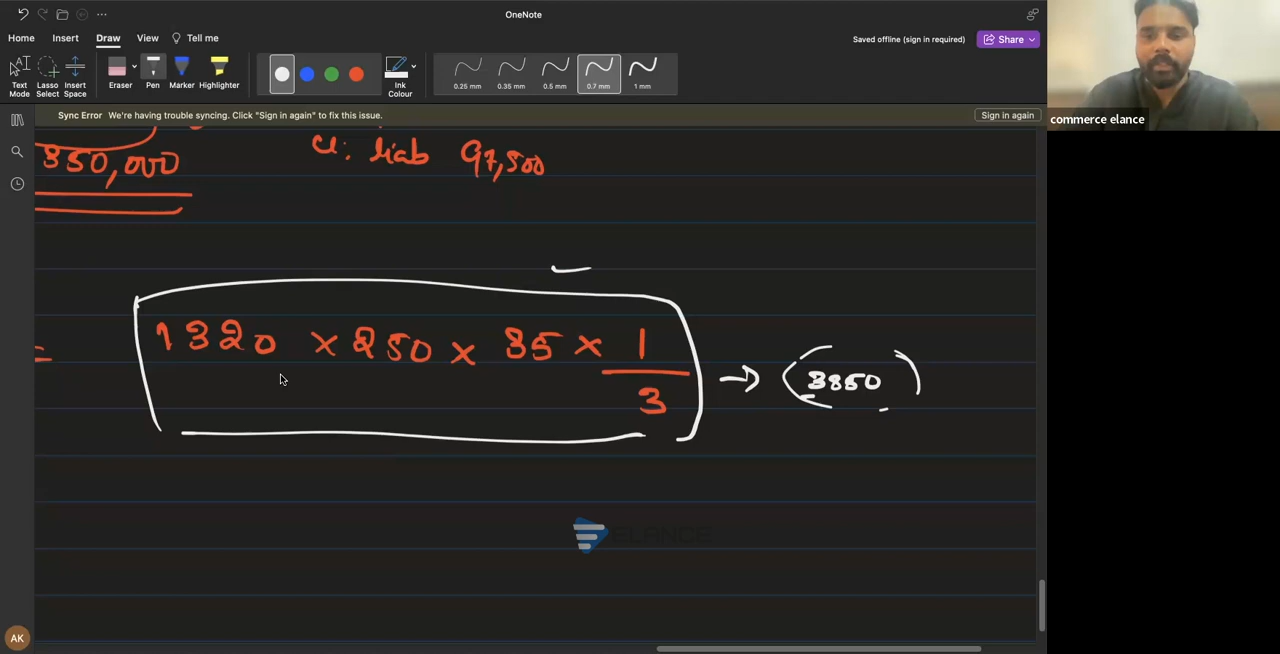 OneNote
Home Insert Draw View Tell me
Saved offline (sign in required)
Share
Text Mode
Lasso Select
Insert Space
Eraser
Pen
Marker
Highlighter
Ink Colour
0.25 mm
0.35 mm
0.5 mm
0.7 mm
1 mm
commerce elance
Sync Error We're having trouble syncing. Click "Sign in again" to fix this issue.
Sign in again
350,000
Cl: liab 97,500
= 1320 × 250 × 35 × 1
3
→ (3850)
ELANCE
AK